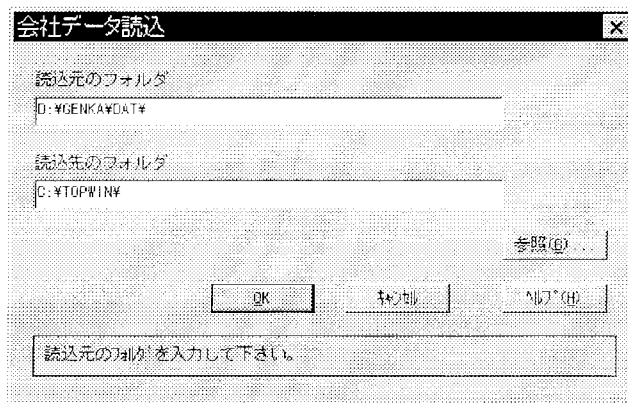 会社データ読込
読込元のフォルダ
D:¥GENKA¥DAT¥
読込先のフォルダ
C:¥TOPWIN¥
参照(B)...
OK
ｷｬﾝｾﾙ
ﾍﾙﾌﾟ(H)
読込元のﾌｫﾙﾀﾞを入力して下さい。